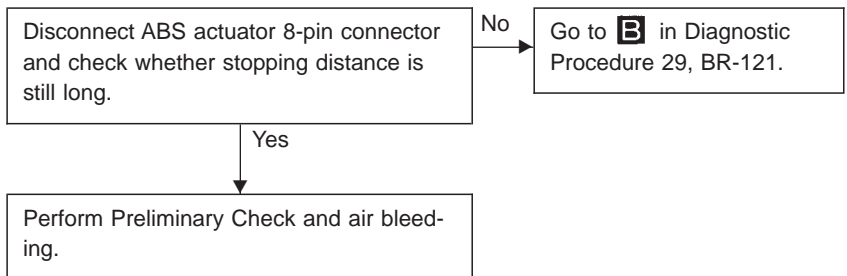 Disconnect ABS actuator 8-pin connector
and check whether stopping distance is
still long.
No
Go to B in Diagnostic
Procedure 29, BR-121.
Yes
Perform Preliminary Check and air bleed-
ing.